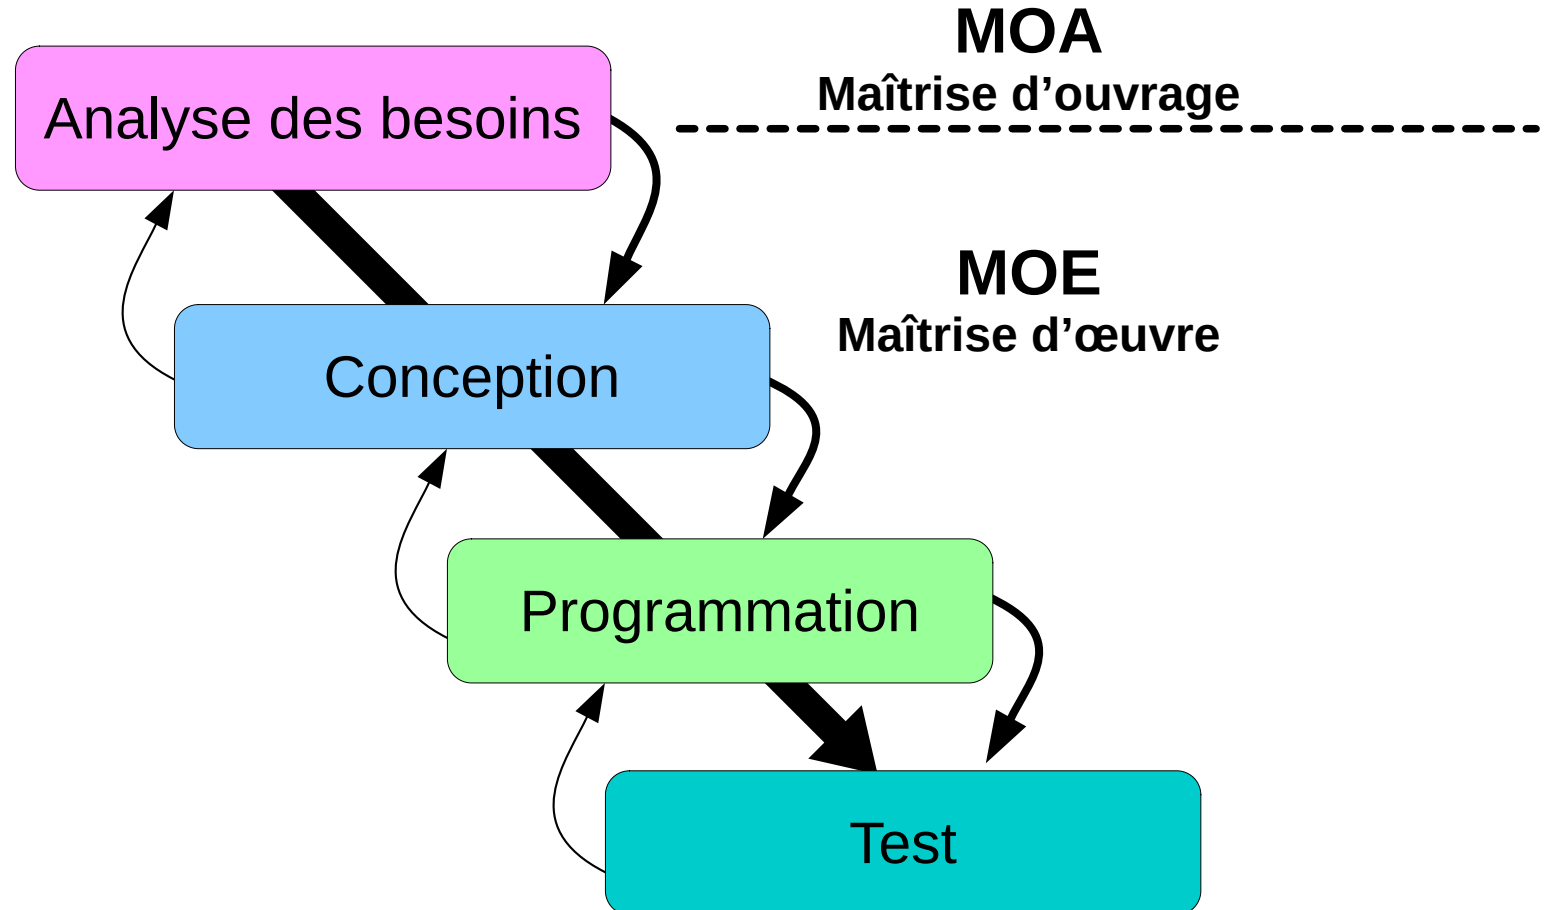 MOA
Maîtrise d’ouvrage
Analyse des besoins
MOE
Maîtrise d’œuvre
Conception
Programmation
Test